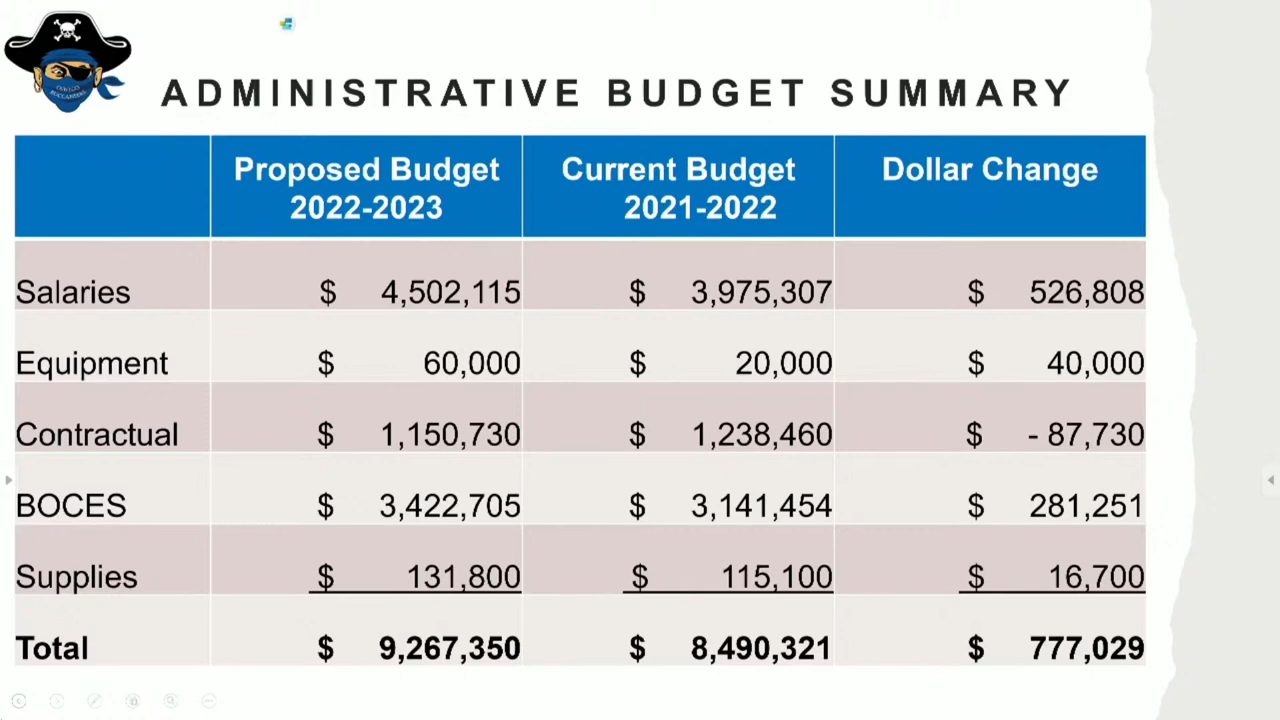 ADMINISTRATIVE BUDGET SUMMARY
Proposed Budget 2022-2023 Current Budget 2021-2022 Dollar Change
Salaries $ 4,502,115 $ 3,975,307 $ 526,808
Equipment $ 60,000 $ 20,000 $ 40,000
Contractual $ 1,150,730 $ 1,238,460 $ - 87,730
BOCES $ 3,422,705 $ 3,141,454 $ 281,251
Supplies $ 131,800 $ 115,100 $ 16,700
Total $ 9,267,350 $ 8,490,321 $ 777,029